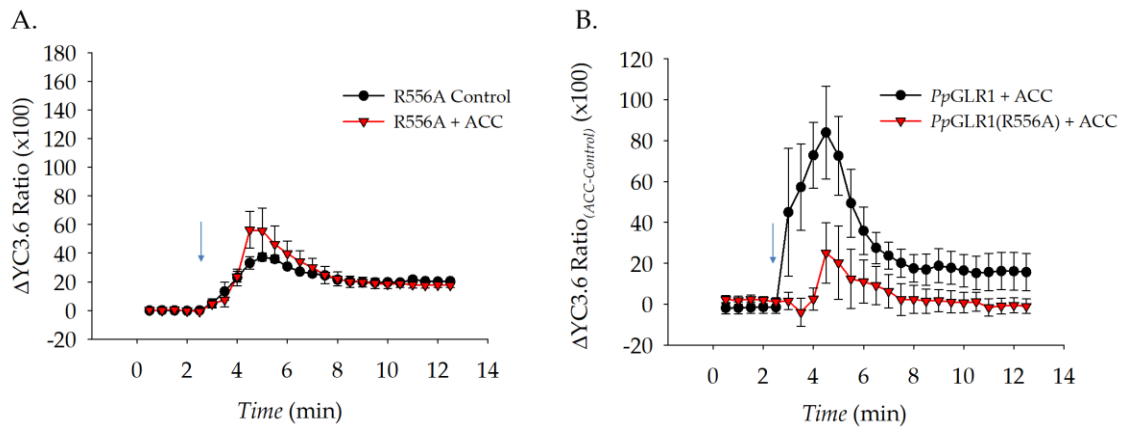 A.
180
160
140
120
100
80
60
40
20
0
-20
ΔYC3.6 Ratio (x100)
R556A Control
R556A + ACC
0 2 4 6 8 10 12 14
Time (min)
B.
120
100
80
60
40
20
0
-20
ΔYC3.6 Ratio(ACC-Control) (x100)
PpGLR1 + ACC
PpGLR1(R556A) + ACC
0 2 4 6 8 10 12 14
Time (min)